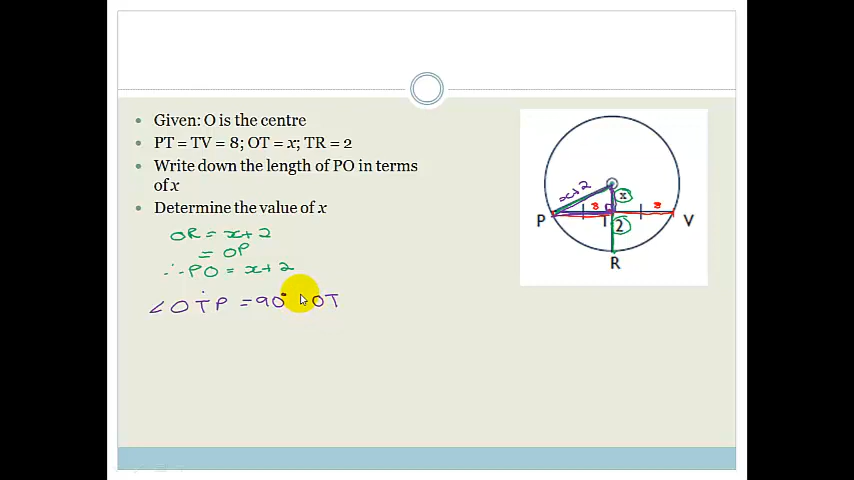 Given: O is the centre
PT = TV = 8; OT = x; TR = 2
Write down the length of PO in terms
of x
Determine the value of x
OR = x+2
= OP
∴ PO = x+2
∠OTP = 90° OT
x+2
x
8
8
P
T
2
V
R